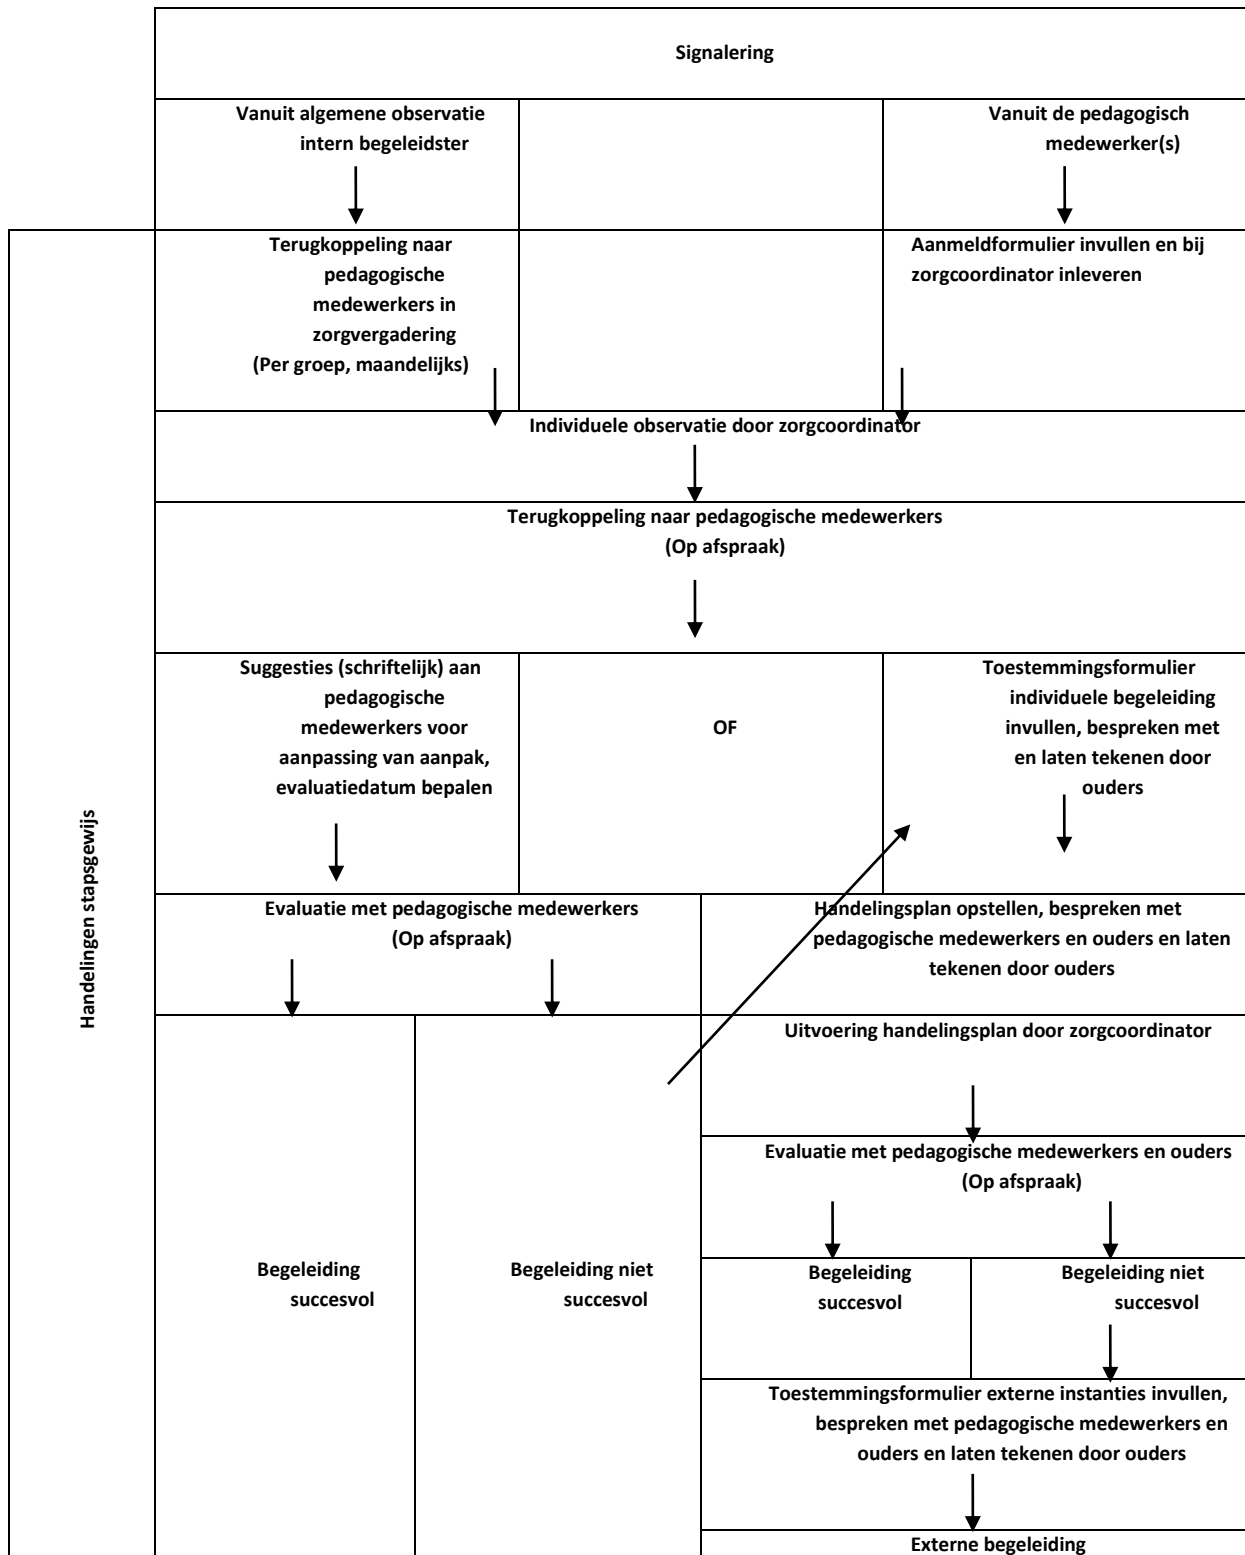 Signalering
Vanuit algemene observatie
intern begeleidster
Vanuit de pedagogisch
medewerker(s)
Terugkoppeling naar
pedagogische
medewerkers in
zorgvergadering
(Per groep, maandelijks)
Aanmeldformulier invullen en bij
zorgcoordinator inleveren
Individuele observatie door zorgcoordinator
Terugkoppeling naar pedagogische medewerkers
(Op afspraak)
Suggesties (schriftelijk) aan
pedagogische
medewerkers voor
aanpassing van aanpak,
evaluatiedatum bepalen
OF
Toestemmingsformulier
individuele begeleiding
invullen, bespreken met
en laten tekenen door
ouders
Handelingen stapsgewijs
Evaluatie met pedagogische medewerkers
(Op afspraak)
Handelingsplan opstellen, bespreken met
pedagogische medewerkers en ouders en laten
tekenen door ouders
Uitvoering handelingsplan door zorgcoordinator
Evaluatie met pedagogische medewerkers en ouders
(Op afspraak)
Begeleiding
succesvol
Begeleiding niet
succesvol
Begeleiding
succesvol
Begeleiding niet
succesvol
Toestemmingsformulier externe instanties invullen,
bespreken met pedagogische medewerkers en
ouders en laten tekenen door ouders
Externe begeleiding